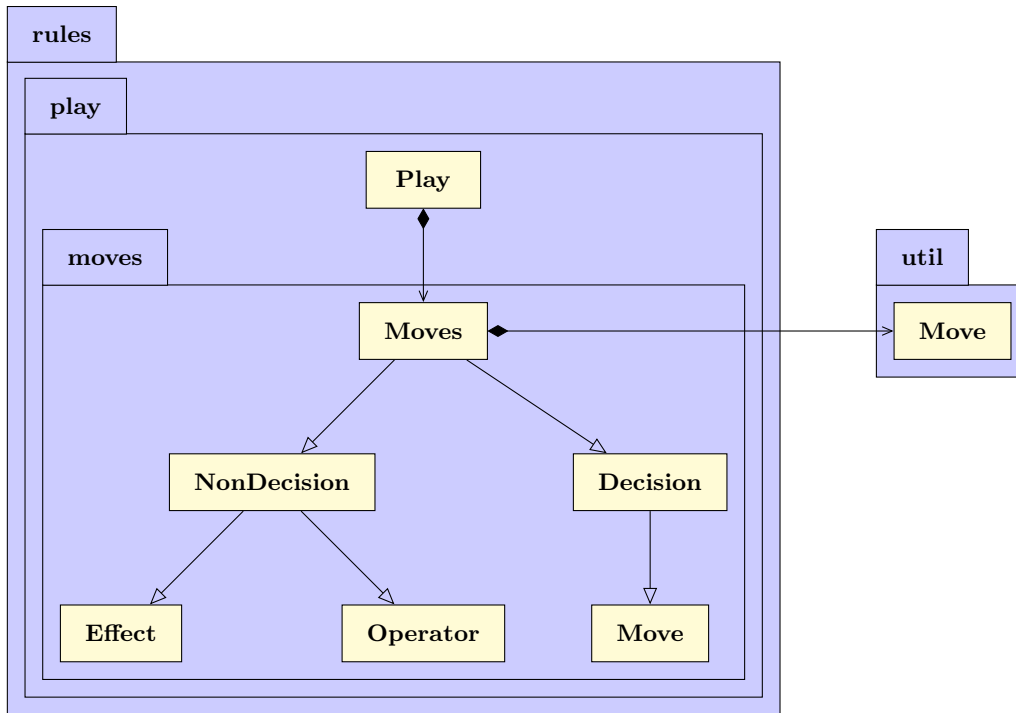 rules
play
Play
moves
util
Moves
Move
NonDecision
Decision
Effect
Operator
Move